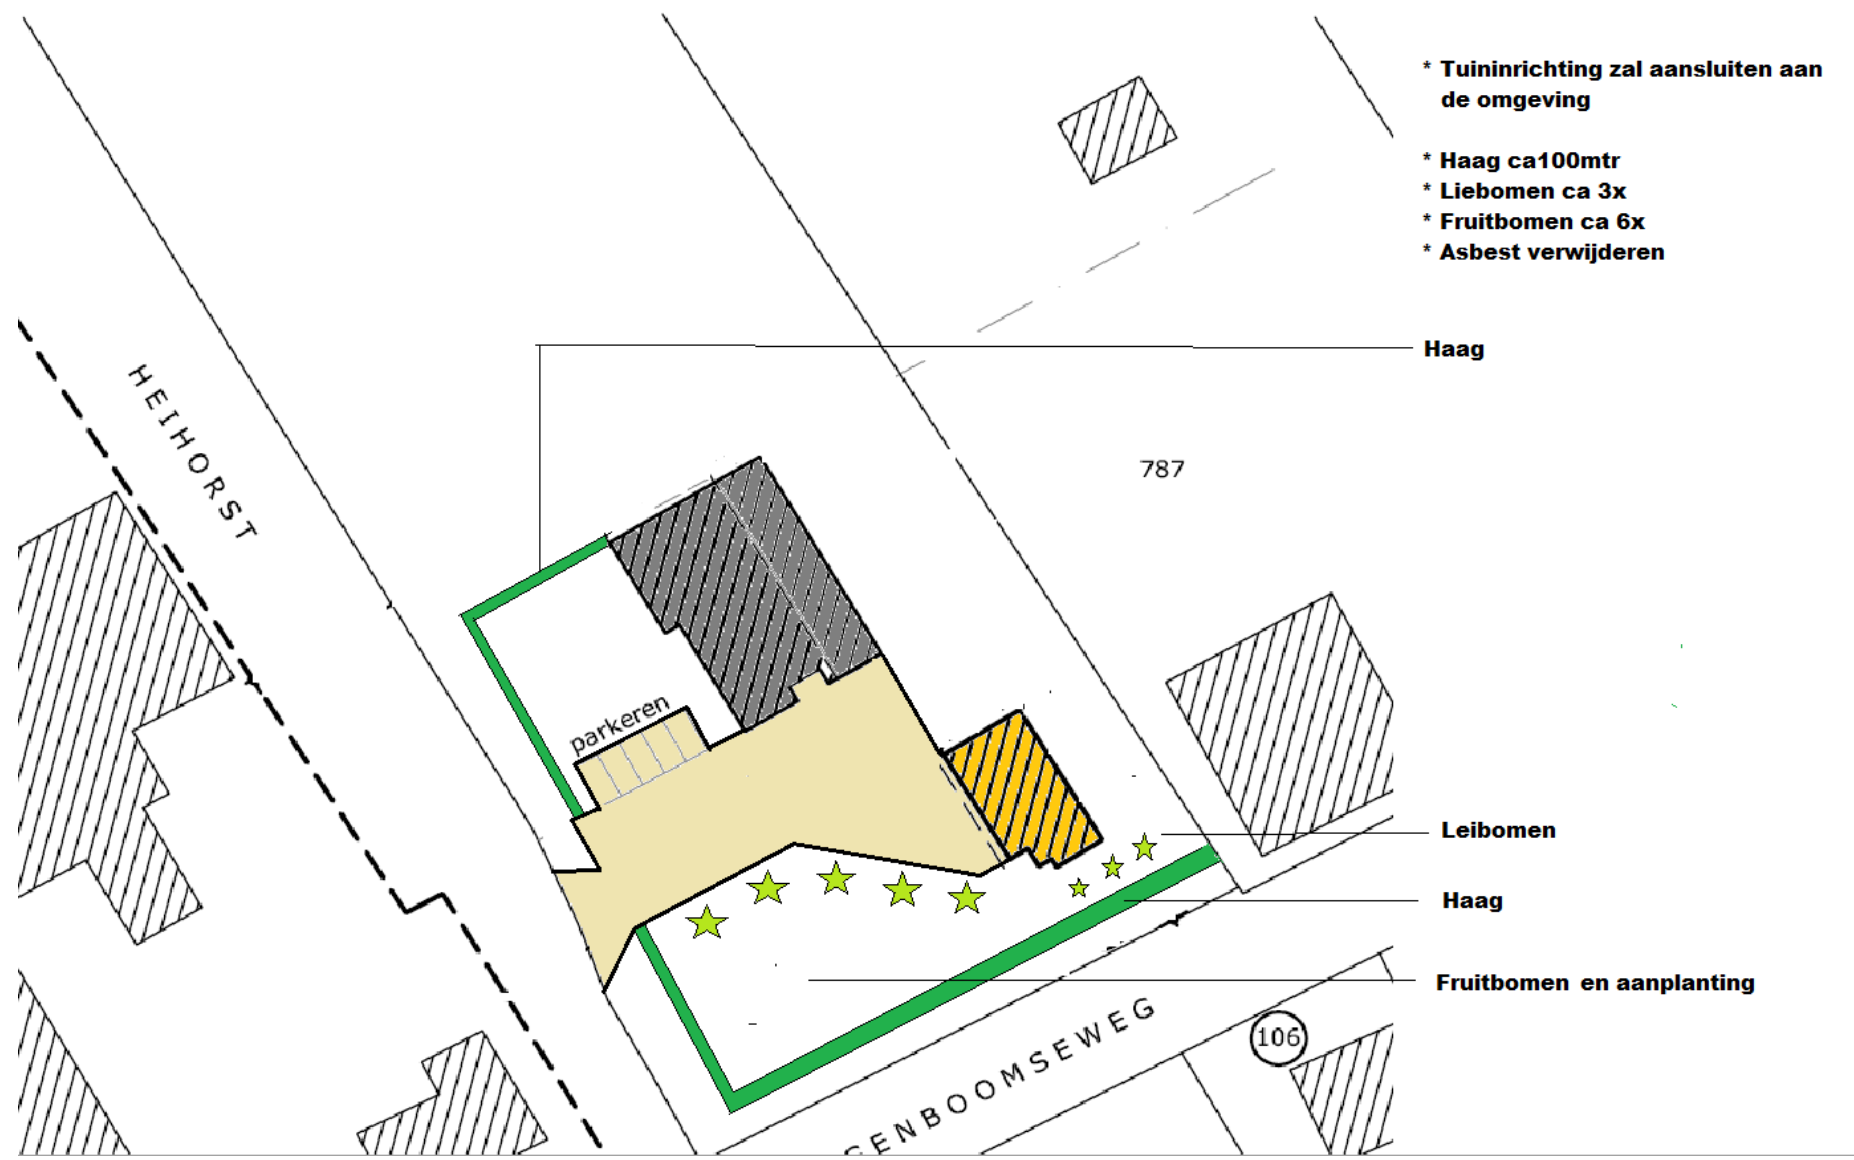 * Tuininrichting zal aansluiten aan
de omgeving
* Haag ca100mtr
* Liebomen ca 3x
* Fruitbomen ca 6x
* Asbest verwijderen
Haag
HEIHORST
787
parkeren
Leibomen
Haag
Fruitbomen en aanplanting
GENBOOMSEWEG
106